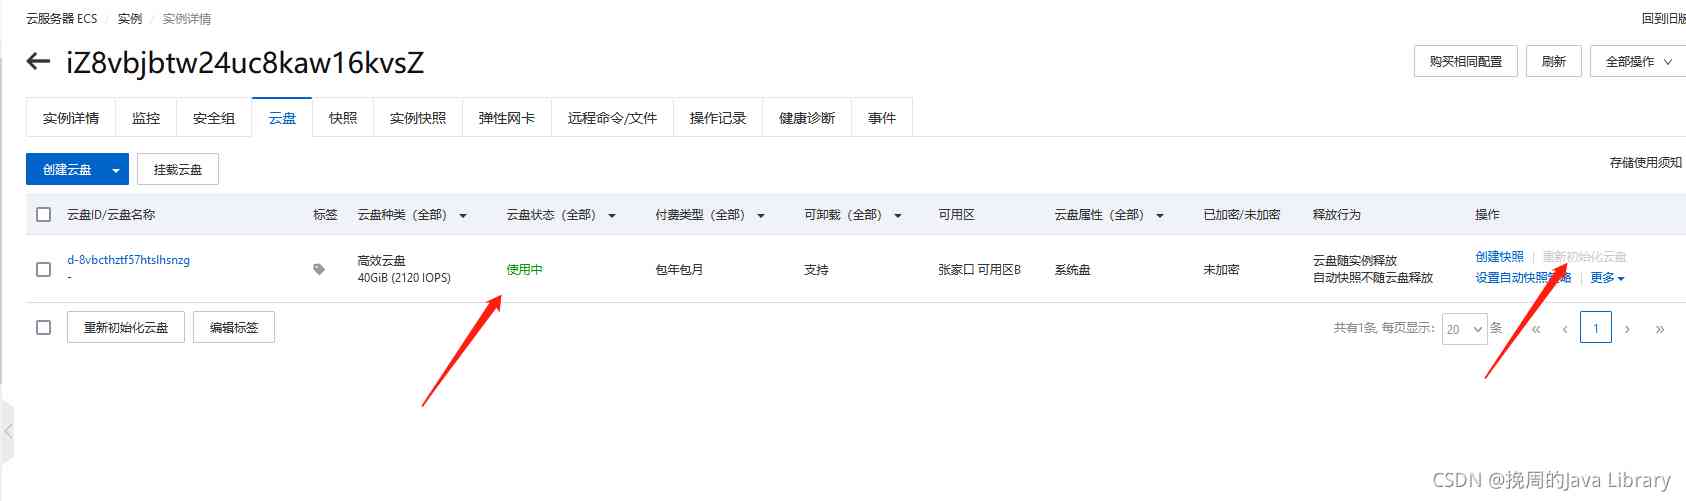 云服务器 ECS / 实例 / 实例详情
回到旧版
iZ8vbjbtw24uc8kaw16kvsZ
购买相同配置 刷新 全部操作
实例详情 监控 安全组 云盘 快照 实例快照 弹性网卡 远程命令/文件 操作记录 健康诊断 事件
创建云盘 挂载云盘
存储使用须知
云盘ID/云盘名称 标签 云盘种类（全部） 云盘状态（全部） 付费类型（全部） 可卸载（全部） 可用区 云盘属性（全部） 已加密/未加密 释放行为 操作
d-8vbcthztf57htslhsnzg
-
高效云盘
40GiB (2120 IOPS)
使用中
包年包月
支持
张家口 可用区B
系统盘
未加密
云盘随实例释放
自动快照不随云盘释放
创建快照 | 重新初始化云盘
设置自动快照策略 | 更多
重新初始化云盘 编辑标签
共有1条, 每页显示: 20 条 « ‹ 1 › »
CSDN @挽周的Java Library